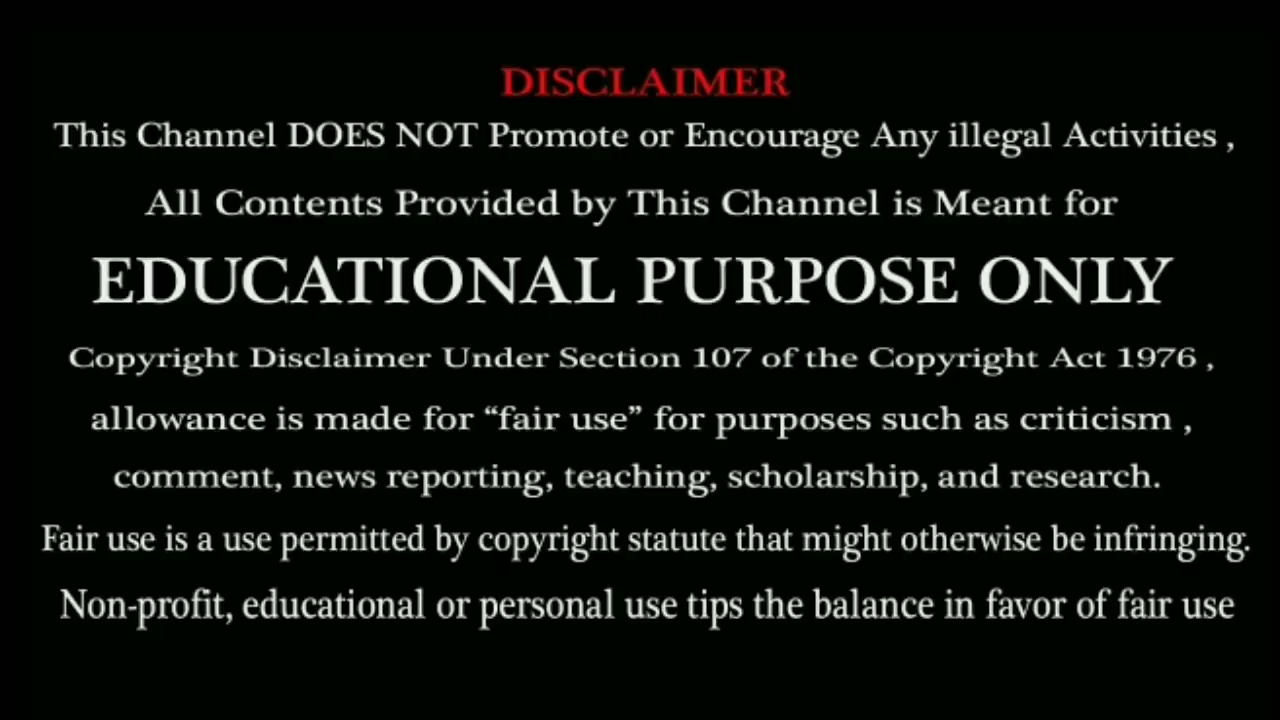 DISCLAIMER
This Channel DOES NOT Promote or Encourage Any illegal Activities ,
All Contents Provided by This Channel is Meant for
EDUCATIONAL PURPOSE ONLY
Copyright Disclaimer Under Section 107 of the Copyright Act 1976 ,
allowance is made for “fair use” for purposes such as criticism ,
comment, news reporting, teaching, scholarship, and research.
Fair use is a use permitted by copyright statute that might otherwise be infringing.
Non-profit, educational or personal use tips the balance in favor of fair use